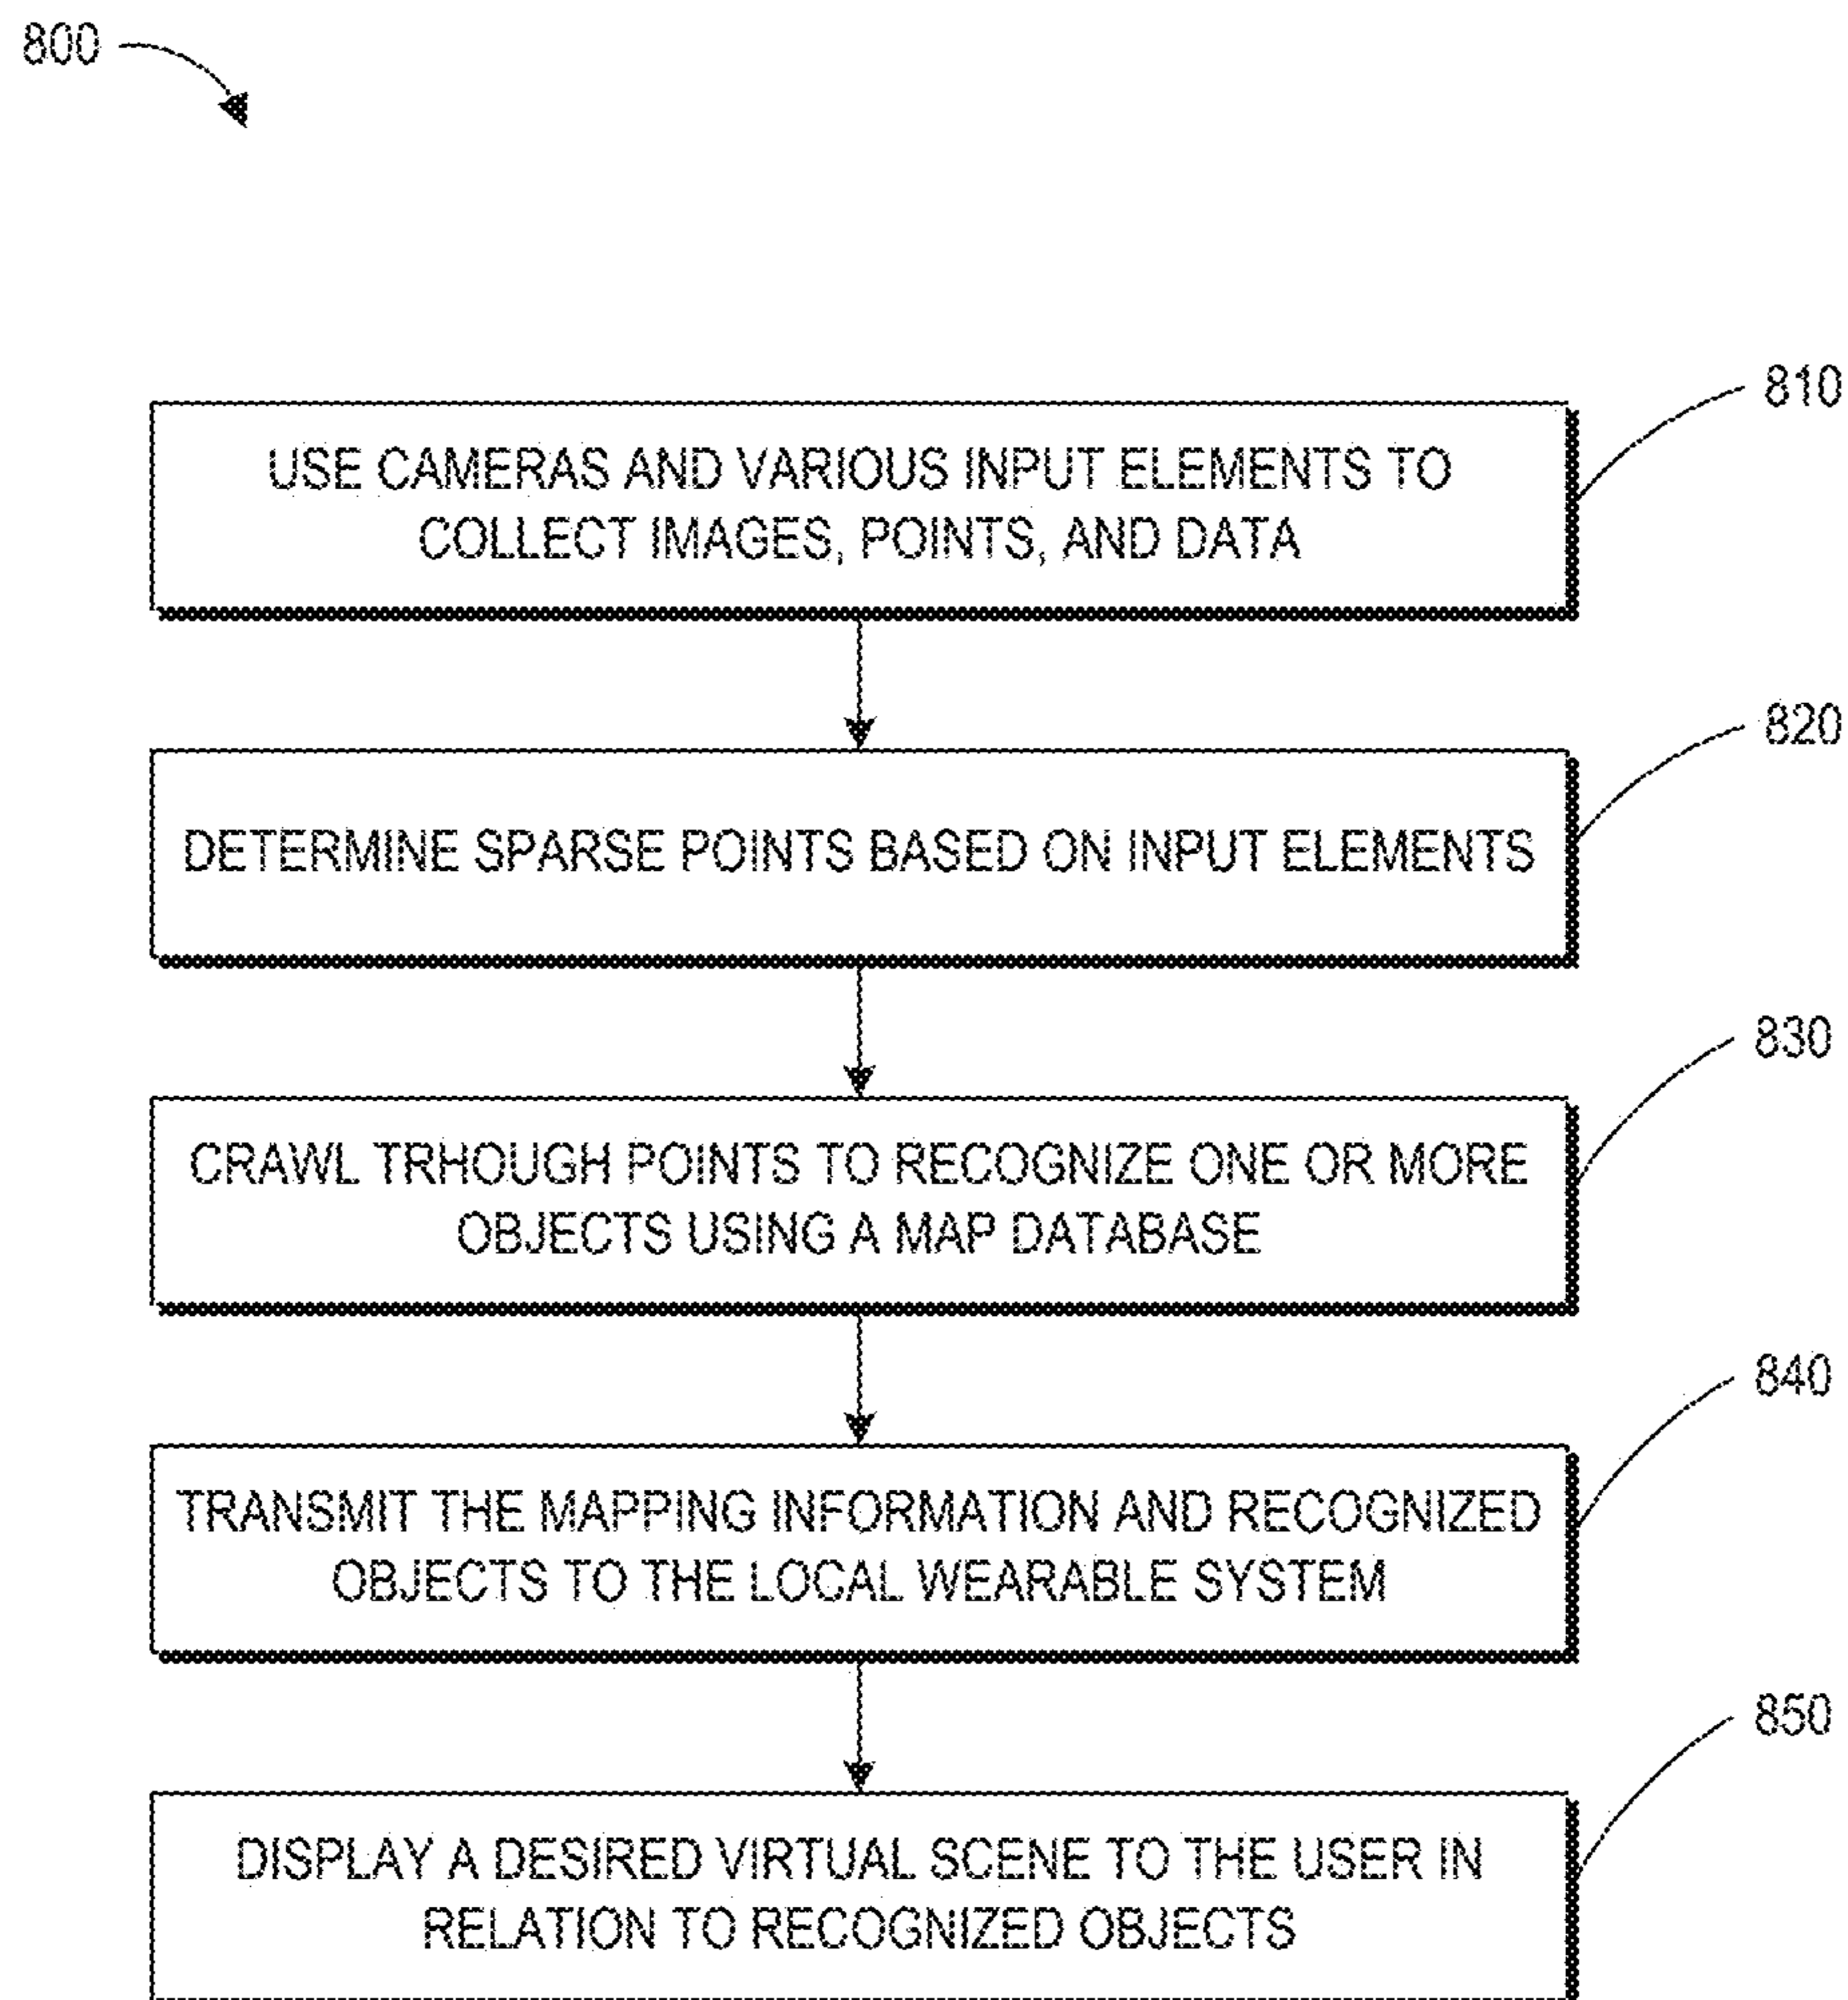 800
810
USE CAMERAS AND VARIOUS INPUT ELEMENTS TO
COLLECT IMAGES, POINTS, AND DATA
820
DETERMINE SPARSE POINTS BASED ON INPUT ELEMENTS
830
CRAWL TRHOUGH POINTS TO RECOGNIZE ONE OR MORE
OBJECTS USING A MAP DATABASE
840
TRANSMIT THE MAPPING INFORMATION AND RECOGNIZED
OBJECTS TO THE LOCAL WEARABLE SYSTEM
850
DISPLAY A DESIRED VIRTUAL SCENE TO THE USER IN
RELATION TO RECOGNIZED OBJECTS